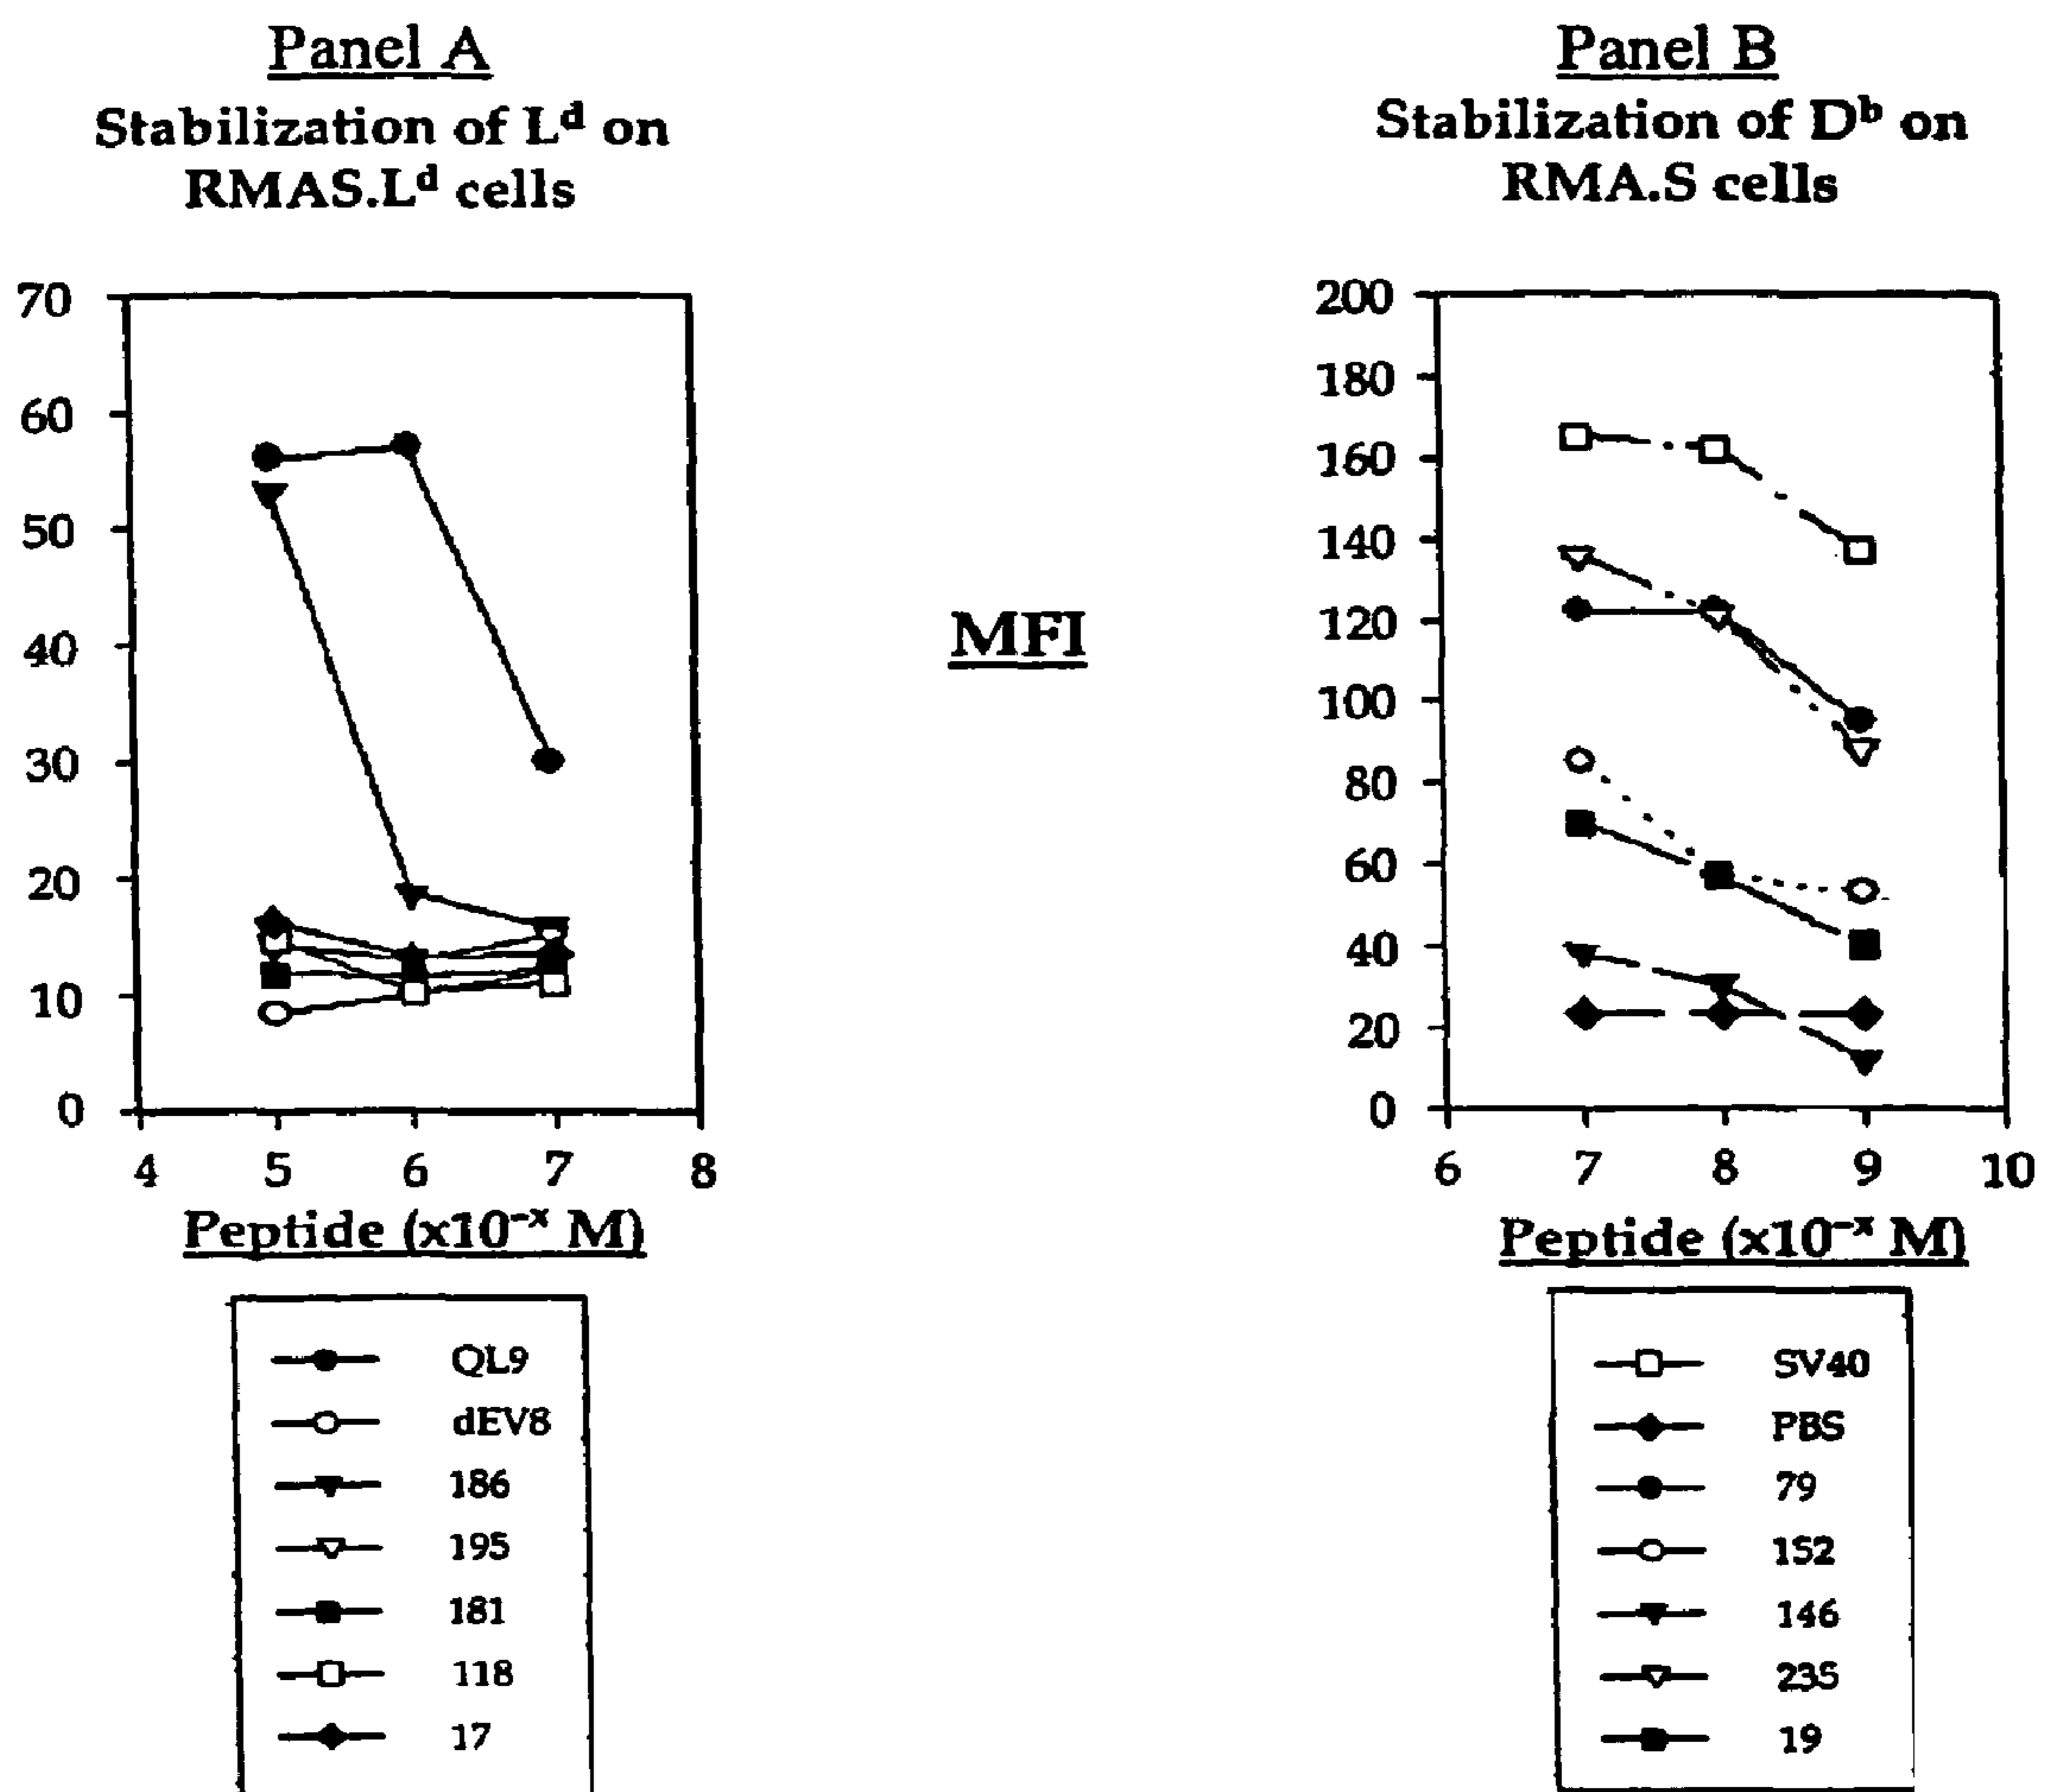 Panel A
Stabilization of Lᵈ on
RMAS.Lᵈ cells
70
60
50
40
30
20
10
0
4 5 6 7 8
Peptide (x10⁻ˣ M)
QL9
dEV8
186
195
181
118
17
MFI
Panel B
Stabilization of Dᵇ on
RMA.S cells
200
180
160
140
120
100
80
60
40
20
0
6 7 8 9 10
Peptide (x10⁻ˣ M)
SV40
PBS
79
152
146
235
19